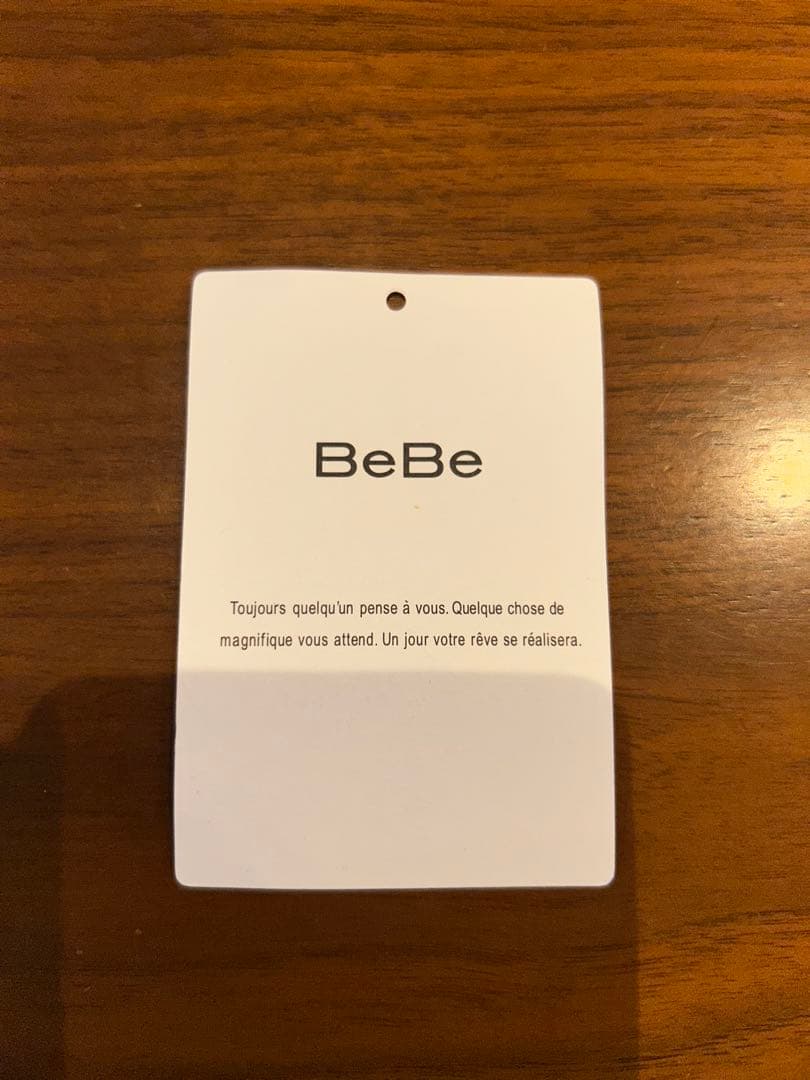 BeBe
Toujours quelqu'un pense à vous. Quelque chose de
magnifique vous attend. Un jour votre rêve se réalisera.